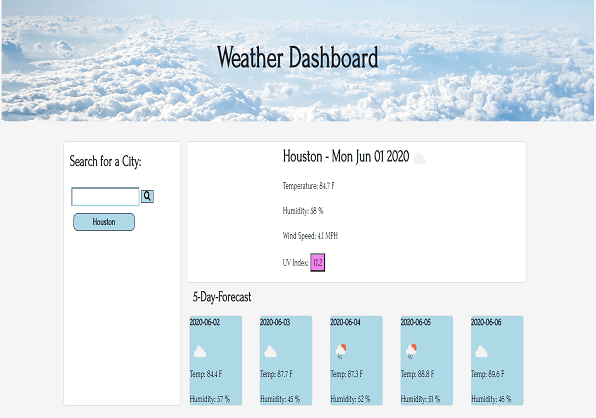 Weather Dashboard
Search for a City:
Houston
Houston - Mon Jun 01 2020
Temperature: 84.7 F
Humidity: 58 %
Wind Speed: 4.1 MPH
UV Index: 11.2
5-Day-Forecast
2020-06-02
Temp: 84.4 F
Humidity: 57 %
2020-06-03
Temp: 87.7 F
Humidity: 45 %
2020-06-04
Temp: 87.3 F
Humidity: 52 %
2020-06-05
Temp: 88.8 F
Humidity: 51 %
2020-06-06
Temp: 89.6 F
Humidity: 46 %